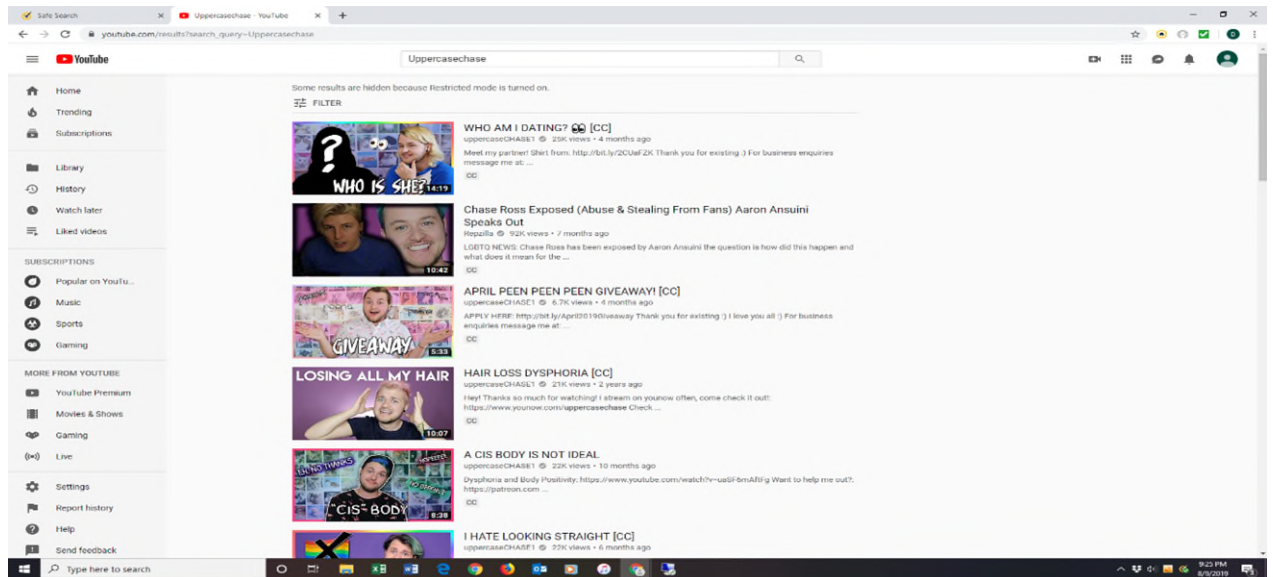 Safe Search
Uppercasechase - YouTube
youtube.com/results?search_query=Uppercasechase
YouTube
Uppercasechase
Home
Trending
Subscriptions
Library
History
Watch later
Liked videos
SUBSCRIPTIONS
Popular on YouTu...
Music
Sports
Gaming
MORE FROM YOUTUBE
YouTube Premium
Movies & Shows
Gaming
Live
Settings
Report history
Help
Send feedback
Some results are hidden because Restricted mode is turned on.
FILTER
WHO IS SHE?
14:19
WHO AM I DATING? 👀 [CC]
uppercaseCHASE1 25K views • 4 months ago
Meet my partner! Shirt from: http://bit.ly/2CUaFZK Thank you for existing :) For business enquiries
message me at: ...
CC
10:42
Chase Ross Exposed (Abuse & Stealing From Fans) Aaron Ansuini
Speaks Out
Repzilla 92K views • 7 months ago
LGBTQ NEWS: Chase Ross has been exposed by Aaron Ansuini the question is how did this happen and
what does it mean for the ...
CC
GIVEAWAY
5:33
APRIL PEEN PEEN PEEN GIVEAWAY! [CC]
uppercaseCHASE1 6.7K views • 4 months ago
APPLY HERE: http://bit.ly/April2019Giveaway Thank you for existing :) I love you all :) For business
enquiries message me at: ...
CC
LOSING ALL MY HAIR
10:07
HAIR LOSS DYSPHORIA [CC]
uppercaseCHASE1 21K views • 2 years ago
Hey! Thanks so much for watching! I stream on younow often, come check it out!:
https://www.younow.com/uppercasechase Check ...
CC
NO THANKS
"CIS" BODY
8:38
A CIS BODY IS NOT IDEAL
uppercaseCHASE1 22K views • 10 months ago
Dysphoria and Body Positivity: Want to help me out?:
https://patreon.com ...
CC
I HATE LOOKING STRAIGHT [CC]
uppercaseCHASE1 22K views • 6 months ago
Type here to search
9:25 PM
8/9/2019